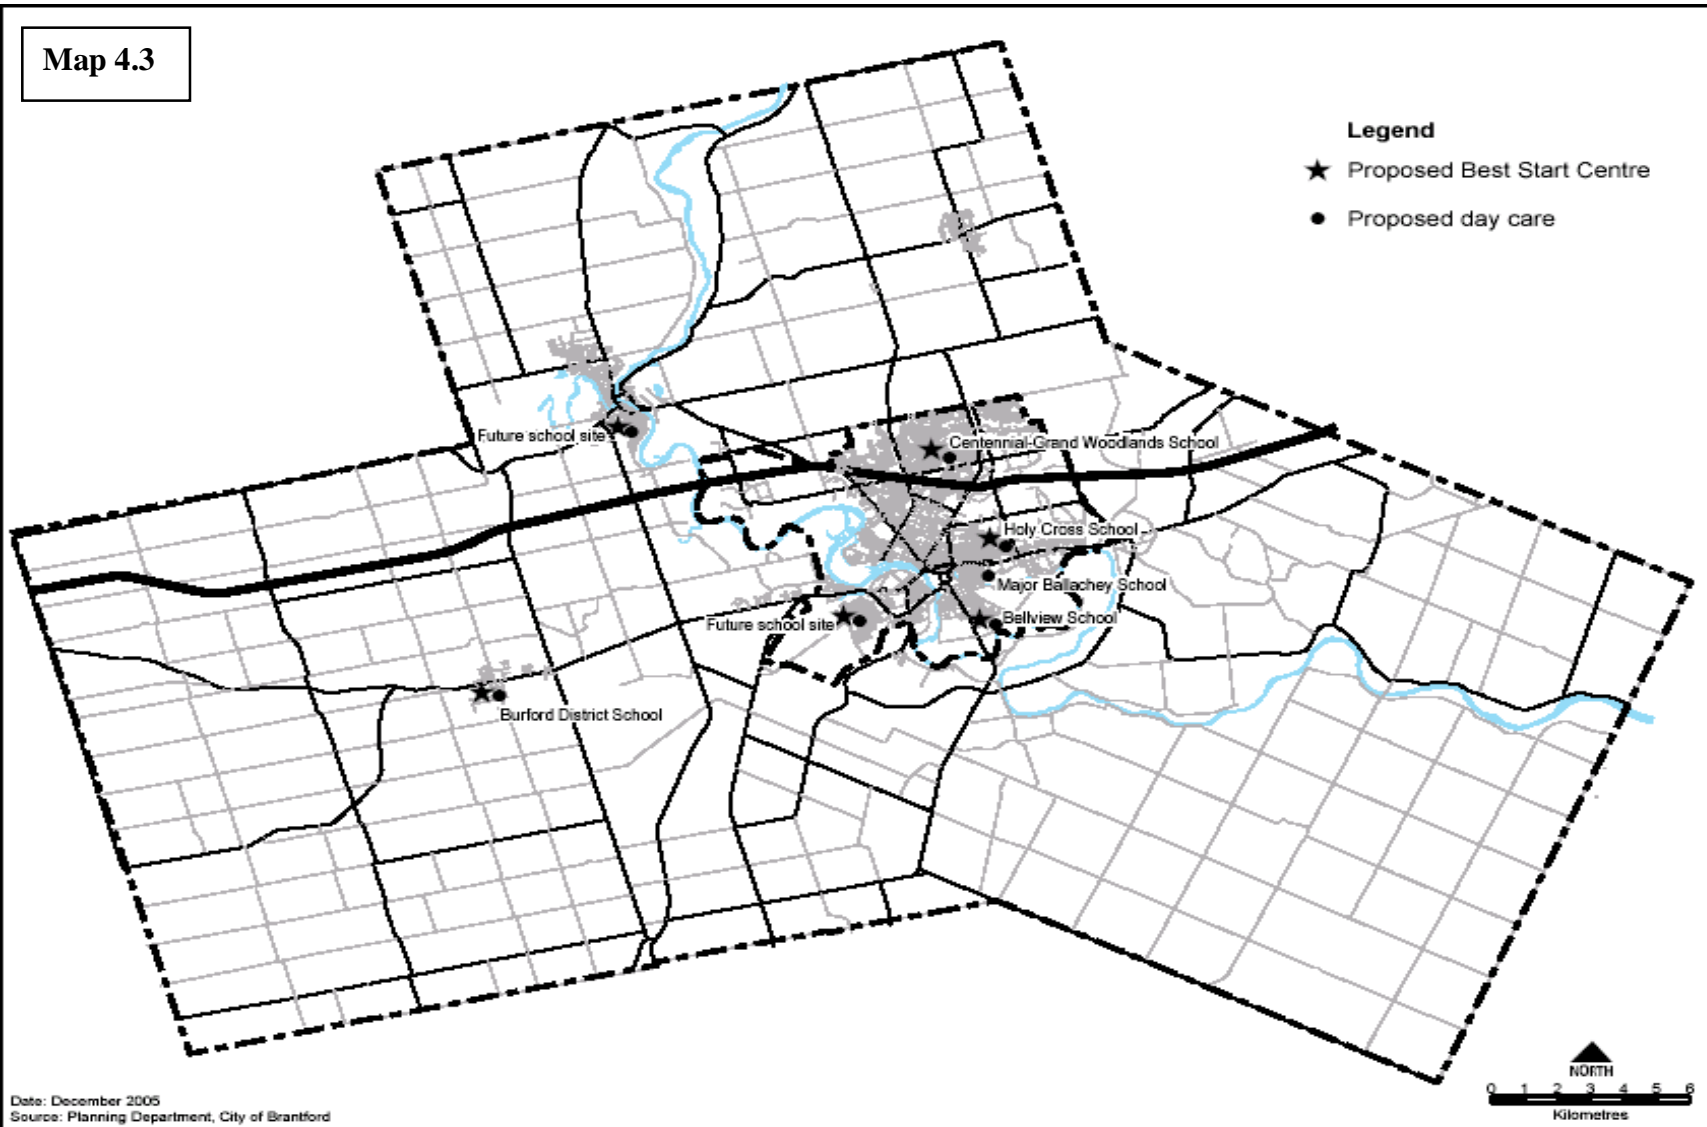 Map 4.3
Legend
Proposed Best Start Centre
Proposed day care
Future school site
Centennial-Grand Woodlands School
Holy Cross School
Major Ballachey School
Future school site
Bellview School
Burford District School
NORTH
0 1 2 3 4 5 6
Kilometres
Date: December 2005
Source: Planning Department, City of Brantford